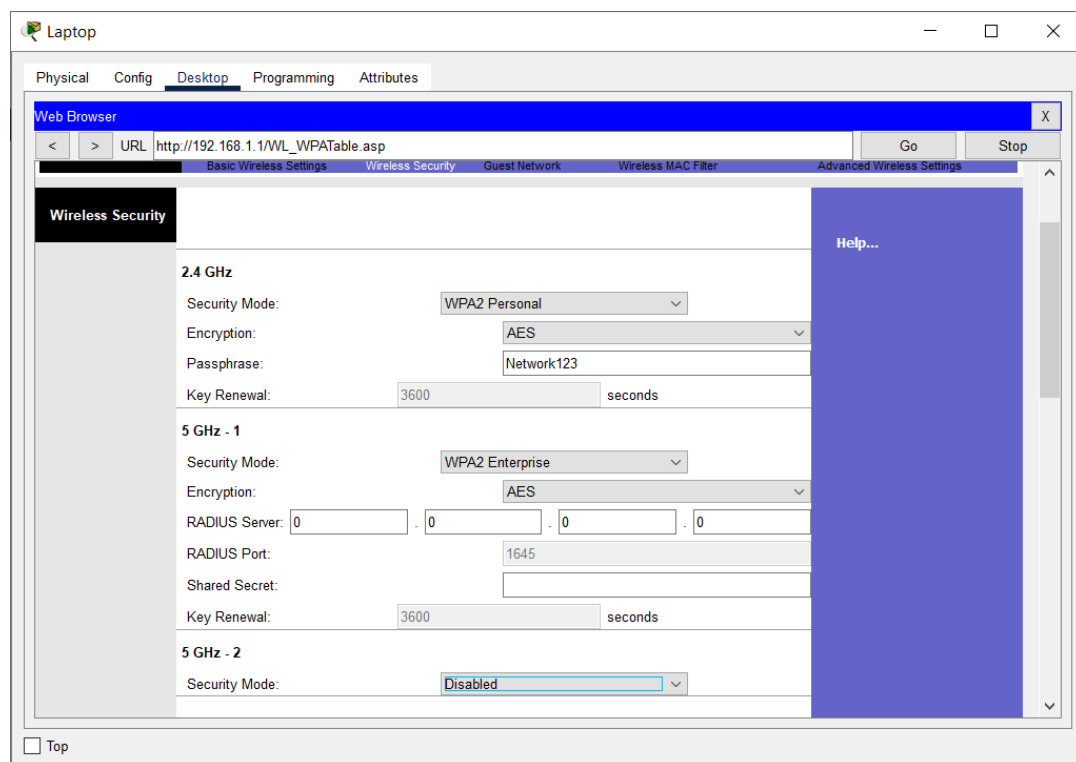 Laptop
Physical Config Desktop Programming Attributes
Web Browser X
< > URL http://192.168.1.1/WL_WPATable.asp Go Stop
Basic Wireless Settings Wireless Security Guest Network Wireless MAC Filter Advanced Wireless Settings
Wireless Security
Help...
2.4 GHz
Security Mode: WPA2 Personal
Encryption: AES
Passphrase: Network123
Key Renewal: 3600 seconds
5 GHz - 1
Security Mode: WPA2 Enterprise
Encryption: AES
RADIUS Server: 0 . 0 . 0 . 0
RADIUS Port: 1645
Shared Secret:
Key Renewal: 3600 seconds
5 GHz - 2
Security Mode: Disabled
Top